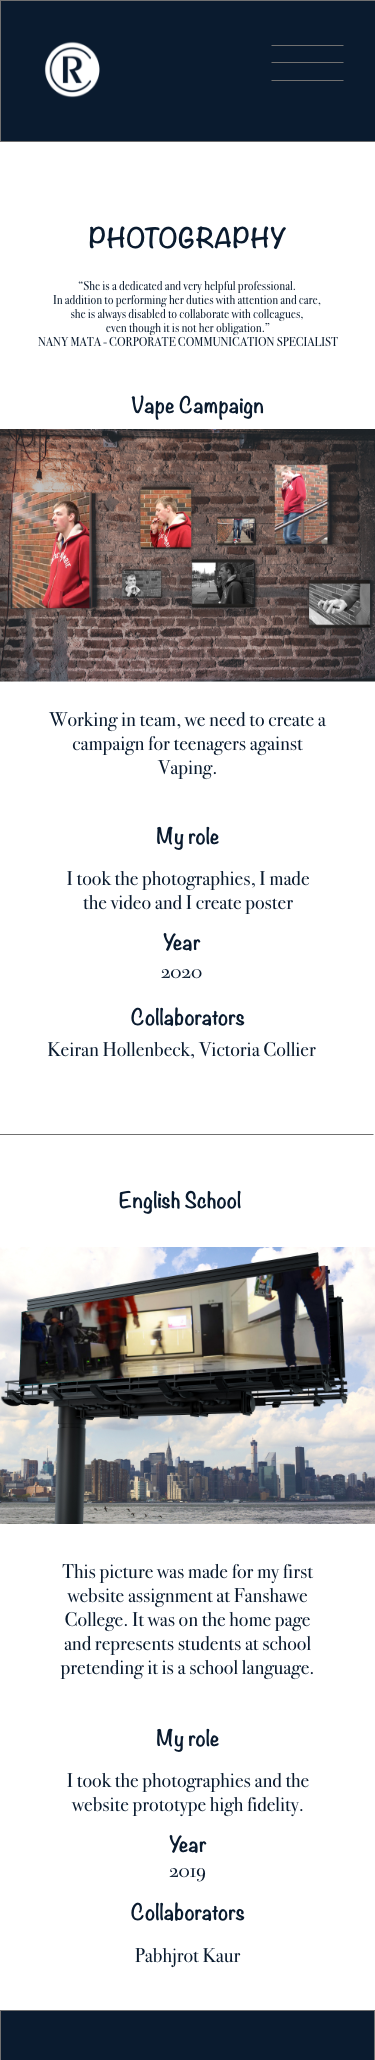 R
PHOTOGRAPHY
“She is a dedicated and very helpful professional.
In addition to performing her duties with attention and care,
she is always disabled to collaborate with colleagues,
even though it is not her obligation.”
NANY MATA - CORPORATE COMMUNICATION SPECIALIST
Vape Campaign
Working in team, we need to create a
campaign for teenagers against
Vaping.
My role
I took the photographies, I made
the video and I create poster
Year
2020
Collaborators
Keiran Hollenbeck, Victoria Collier
English School
This picture was made for my first
website assignment at Fanshawe
College. It was on the home page
and represents students at school
pretending it is a school language.
My role
I took the photographies and the
website prototype high fidelity.
Year
2019
Collaborators
Pabhjrot Kaur